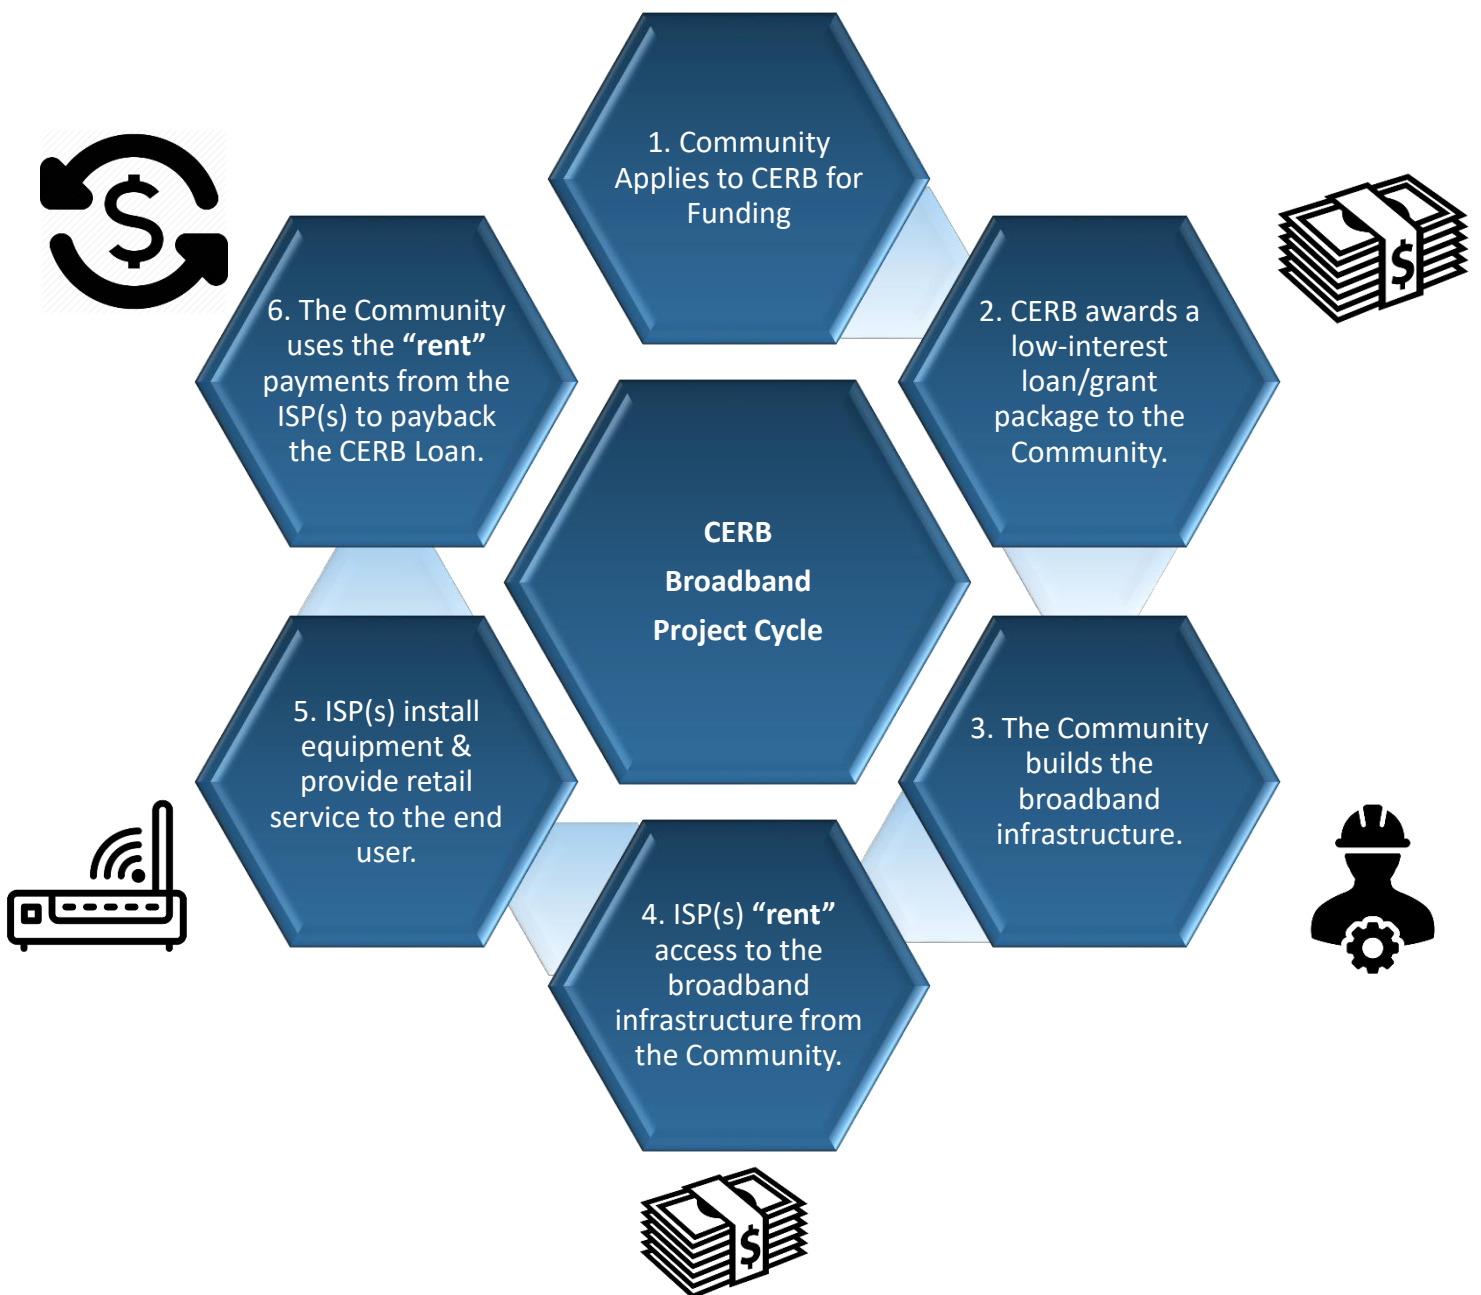 1. Community
Applies to CERB for
Funding
2. CERB awards a
low-interest
loan/grant
package to the
Community.
3. The Community
builds the
broadband
infrastructure.
4. ISP(s) “rent”
access to the
broadband
infrastructure from
the Community.
5. ISP(s) install
equipment &
provide retail
service to the end
user.
6. The Community
uses the “rent”
payments from the
ISP(s) to payback
the CERB Loan.
CERB
Broadband
Project Cycle
$
$
$